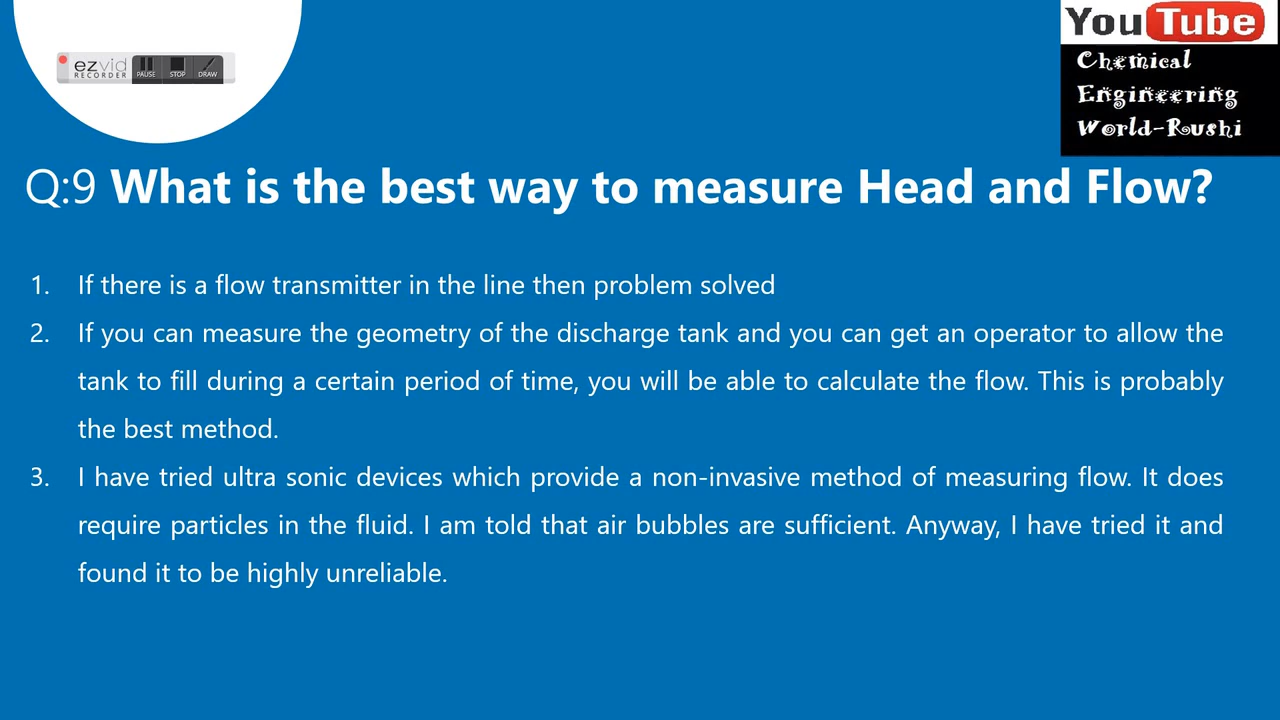 ezvid
RECORDER
PAUSE
STOP
DRAW
YouTube
Chemical
Engineering
World-Rushi
Q:9 What is the best way to measure Head and Flow?
1. If there is a flow transmitter in the line then problem solved
2. If you can measure the geometry of the discharge tank and you can get an operator to allow the
tank to fill during a certain period of time, you will be able to calculate the flow. This is probably
the best method.
3. I have tried ultra sonic devices which provide a non-invasive method of measuring flow. It does
require particles in the fluid. I am told that air bubbles are sufficient. Anyway, I have tried it and
found it to be highly unreliable.